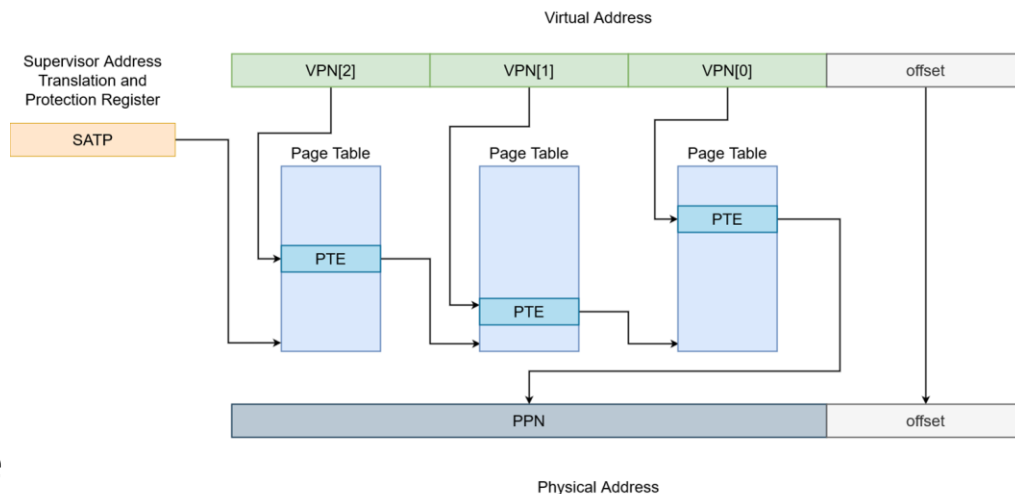 Virtual Address
Supervisor Address
Translation and
Protection Register
VPN[2]
VPN[1]
VPN[0]
offset
SATP
Page Table
Page Table
Page Table
PTE
PTE
PTE
PPN
offset
Physical Address